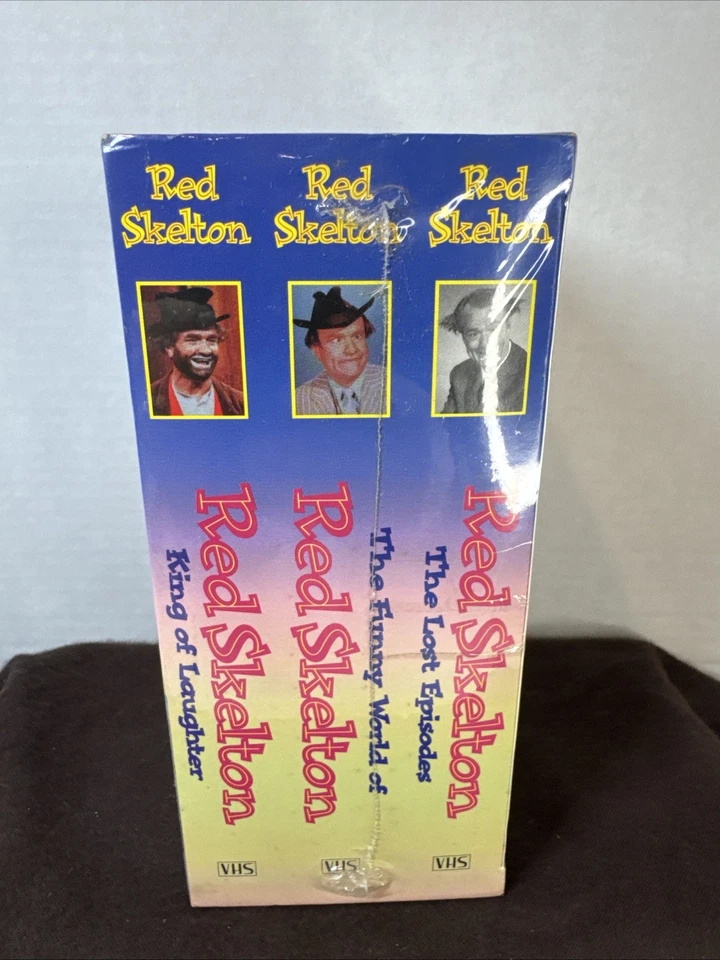 Red
Skelton
Red
Skelton
Red
Skelton
Red Skelton
King of Laughter
The Funny World of
Red Skelton
Red Skelton
The Lost Episodes
VHS
VHS
VHS